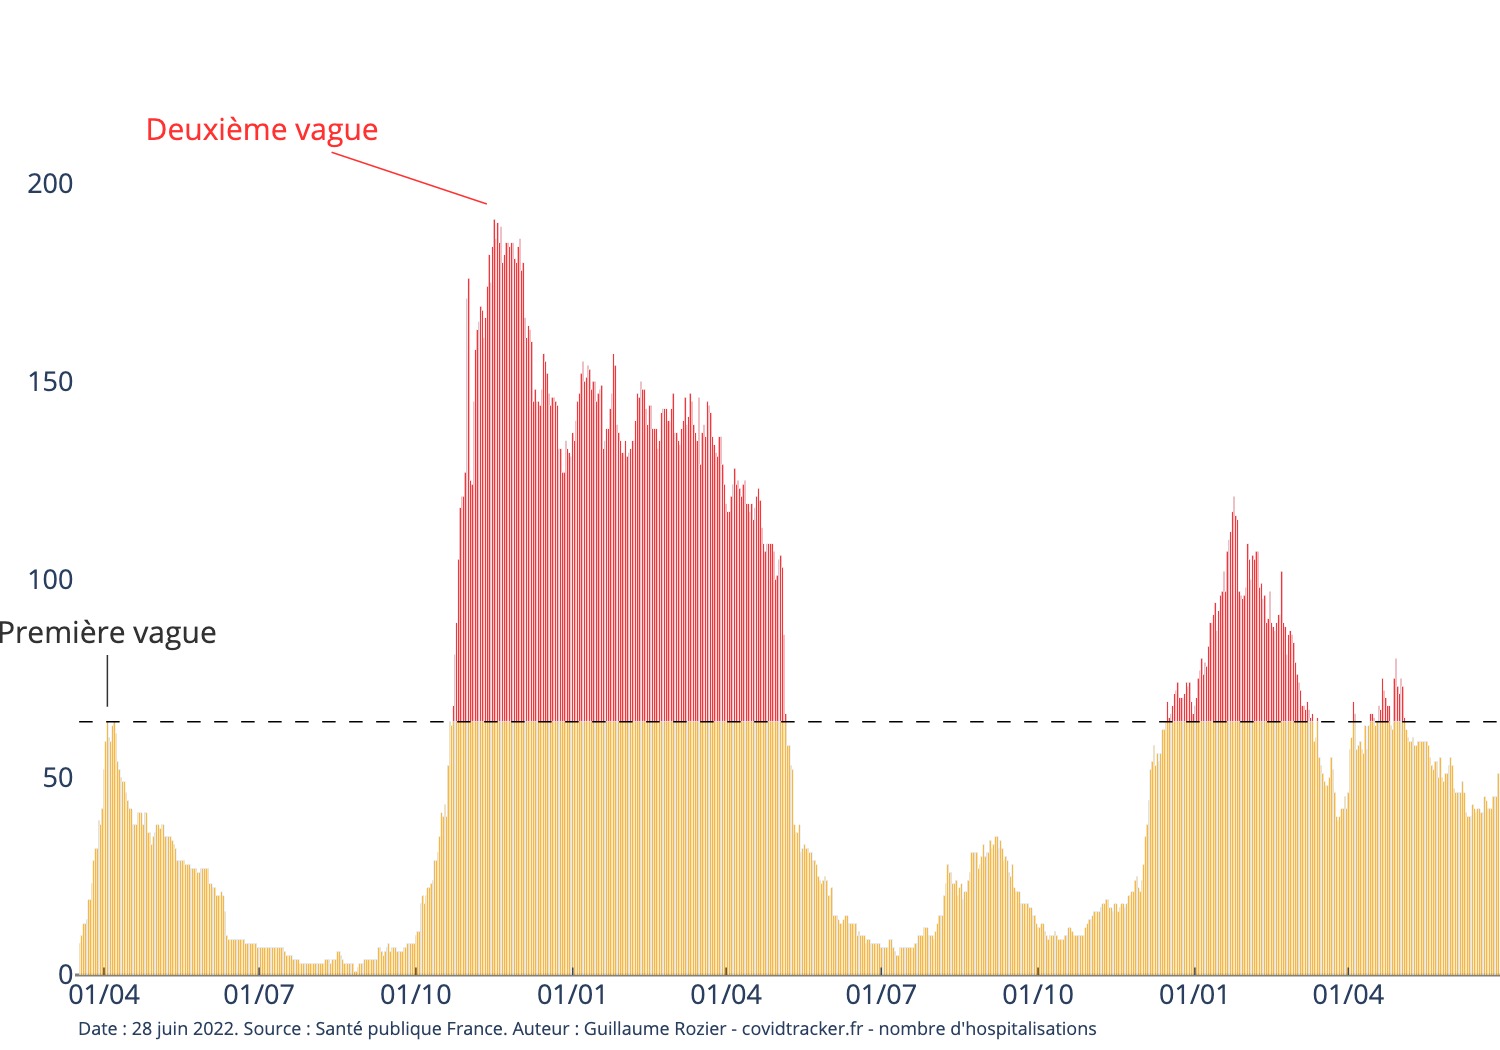 Deuxième vague
200
150
100
Première vague
50
0
01/04 01/07 01/10 01/01 01/04 01/07 01/10 01/01 01/04
Date : 28 juin 2022. Source : Santé publique France. Auteur : Guillaume Rozier - covidtracker.fr - nombre d'hospitalisations